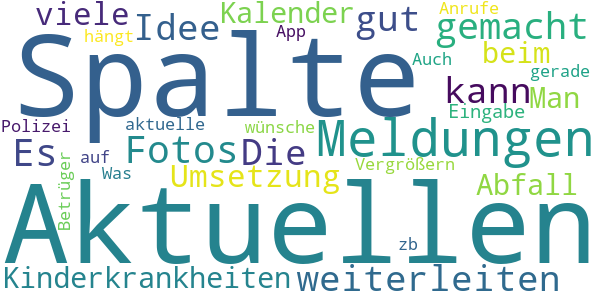 viele Idee Kalender gut Anrufe
hängt App gemacht
Spalte Auch beim
kann gerade
Eingabe Man
Polizei aktuelle wünsche Meldungen
Es auf Fotos Die
Betrüger Was Umsetzung Vergrößern Abfall
Aktuellen
zb
Kinderkrankheiten weiterleiten